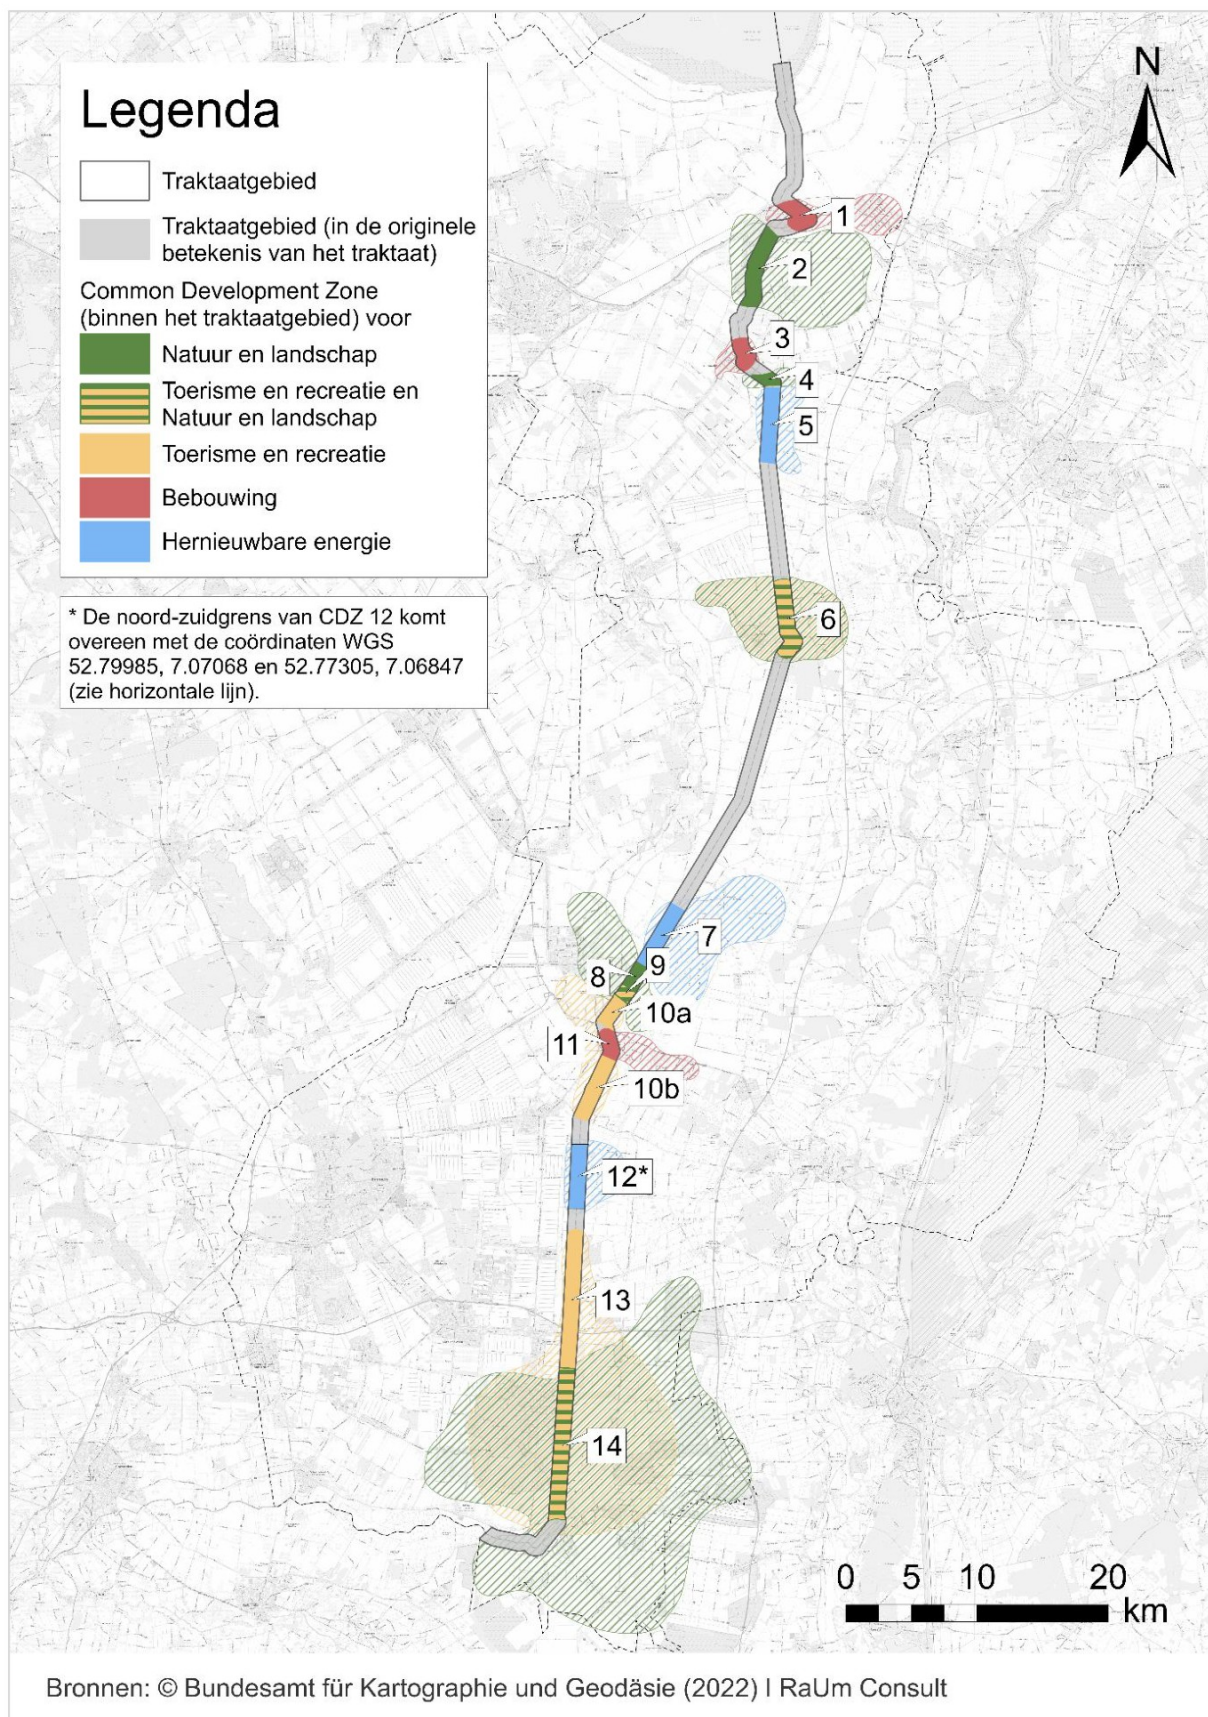 N
Legenda
Traktaatgebied
Traktaatgebied (in de originele
betekenis van het traktaat)
Common Development Zone
(binnen het traktaatgebied) voor
Natuur en landschap
Toerisme en recreatie en
Natuur en landschap
Toerisme en recreatie
Bebouwing
Hernieuwbare energie
* De noord-zuidgrens van CDZ 12 komt
overeen met de coördinaten WGS
52.79985, 7.07068 en 52.77305, 7.06847
(zie horizontale lijn).
1
2
3
4
5
6
7
8
9
10a
11
10b
12*
13
14
0 5 10 20
km
Bronnen: © Bundesamt für Kartographie und Geodäsie (2022) I RaUm Consult